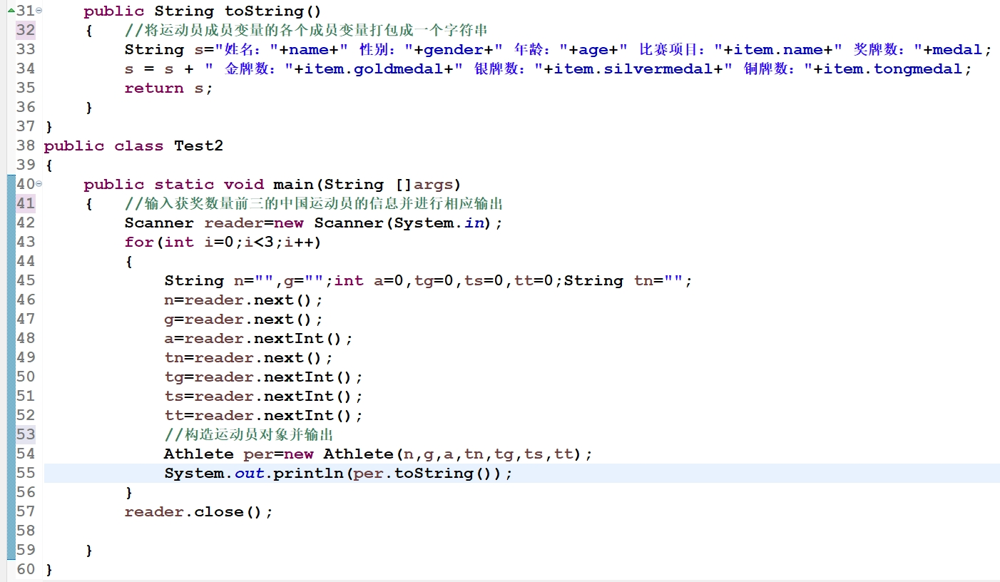 31 public String toString()
32 { //将运动员成员变量的各个成员变量打包成一个字符串
33 String s="姓名："+name+" 性别："+gender+" 年龄："+age+" 比赛项目："+item.name+" 奖牌数："+medal;
34 s = s + " 金牌数："+item.goldmedal+" 银牌数："+item.silvermedal+" 铜牌数："+item.tongmedal;
35 return s;
36 }
37 }
38 public class Test2
39 {
40 public static void main(String []args)
41 { //输入获奖数量前三的中国运动员的信息并进行相应输出
42 Scanner reader=new Scanner(System.in);
43 for(int i=0;i<3;i++)
44 {
45 String n="",g="";int a=0,tg=0,ts=0,tt=0;String tn="";
46 n=reader.next();
47 g=reader.next();
48 a=reader.nextInt();
49 tn=reader.next();
50 tg=reader.nextInt();
51 ts=reader.nextInt();
52 tt=reader.nextInt();
53 //构造运动员对象并输出
54 Athlete per=new Athlete(n,g,a,tn,tg,ts,tt);
55 System.out.println(per.toString());
56 }
57 reader.close();
58
59 }
60 }